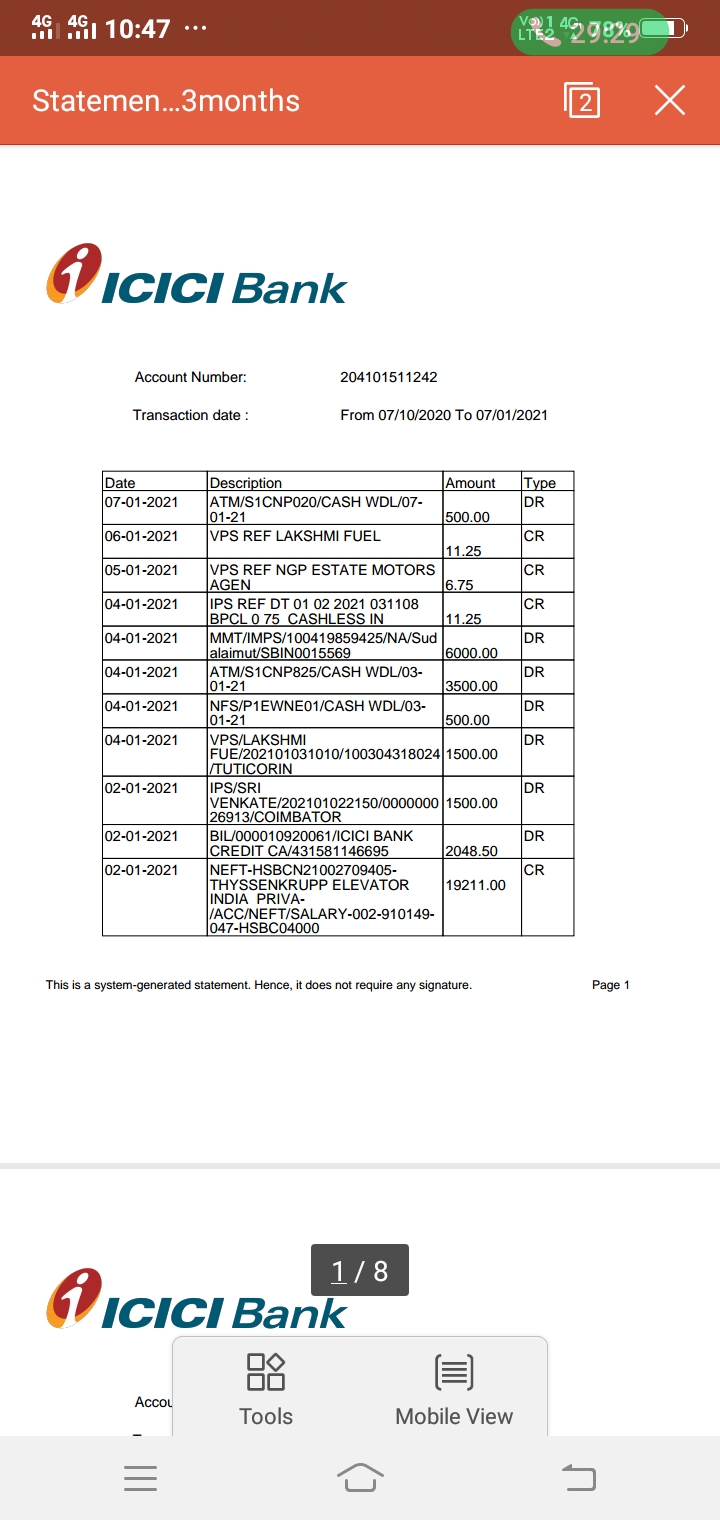 4G 4G 10:47 ...
78%
29:29
Statemen...3months
2
ICICI Bank
Account Number: 204101511242
Transaction date : From 07/10/2020 To 07/01/2021
Date Description Amount Type
07-01-2021 ATM/S1CNP020/CASH WDL/07- DR
01-21 500.00
06-01-2021 VPS REF LAKSHMI FUEL CR
11.25
05-01-2021 VPS REF NGP ESTATE MOTORS CR
AGEN 6.75
04-01-2021 IPS REF DT 01 02 2021 031108 CR
BPCL 0 75 CASHLESS IN 11.25
04-01-2021 MMT/IMPS/100419859425/NA/Sud DR
alaimut/SBIN0015569 6000.00
04-01-2021 ATM/S1CNP825/CASH WDL/03- DR
01-21 3500.00
04-01-2021 NFS/P1EWNE01/CASH WDL/03- DR
01-21 500.00
04-01-2021 VPS/LAKSHMI DR
FUE/202101031010/100304318024 1500.00
/TUTICORIN
02-01-2021 IPS/SRI DR
VENKATE/202101022150/0000000 1500.00
26913/COIMBATOR
02-01-2021 BIL/000010920061/ICICI BANK DR
CREDIT CA/431581146695 2048.50
02-01-2021 NEFT-HSBCN21002709405- CR
THYSSENKRUPP ELEVATOR 19211.00
INDIA PRIVA-
/ACC/NEFT/SALARY-002-910149-
047-HSBC04000
This is a system-generated statement. Hence, it does not require any signature. Page 1
1 / 8
ICICI Bank
Accou
Tools Mobile View